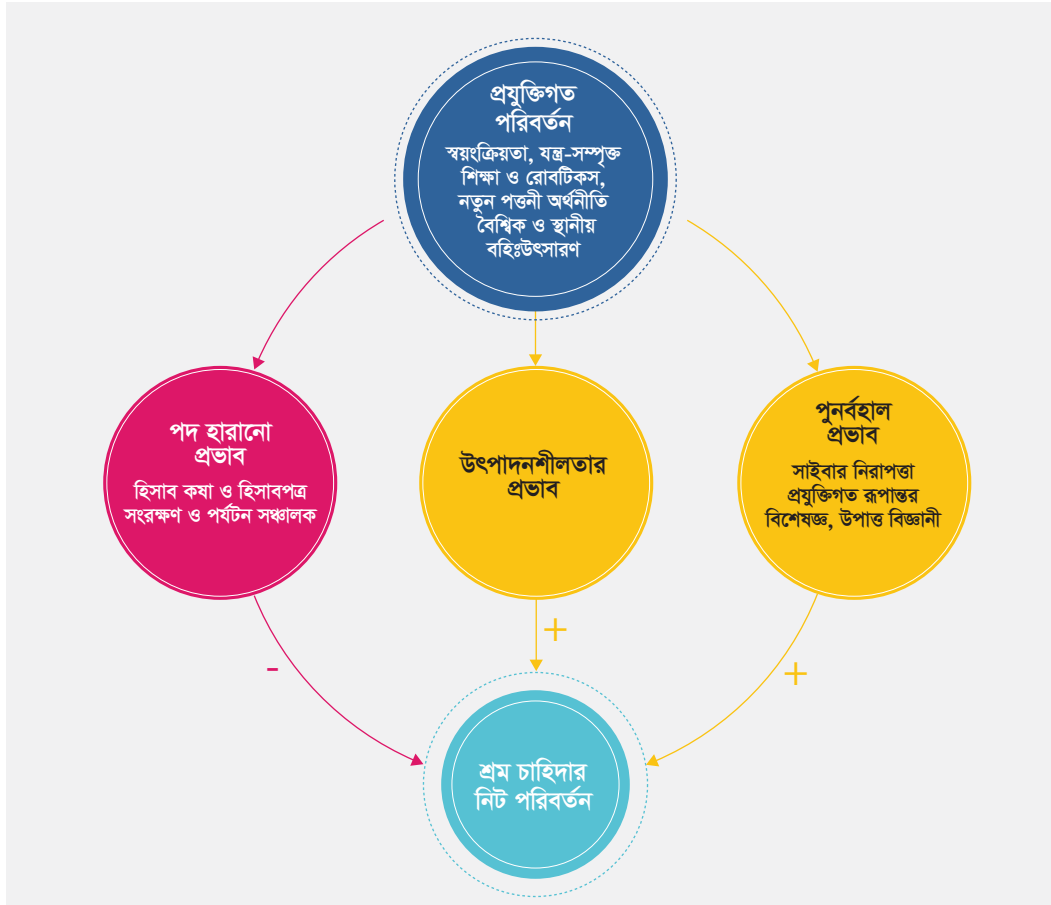 প্রযুক্তিগত
পরিবর্তন
স্বয়ংক্রিয়তা, যন্ত্র-সম্পৃক্ত
শিক্ষা ও রোবটিকস,
নতুন পত্তনী অর্থনীতি
বৈশ্বিক ও স্থানীয়
বহিঃউৎসারণ
পদ হারানো
প্রভাব
হিসাব কষা ও হিসাবপত্র
সংরক্ষণ ও পর্যটন সঞ্চালক
উৎপাদনশীলতার
প্রভাব
পুনর্বহাল
প্রভাব
সাইবার নিরাপত্তা
প্রযুক্তিগত রূপান্তর
বিশেষজ্ঞ, উপাত্ত বিজ্ঞানী
-
+
+
শ্রম চাহিদার
নিট পরিবর্তন